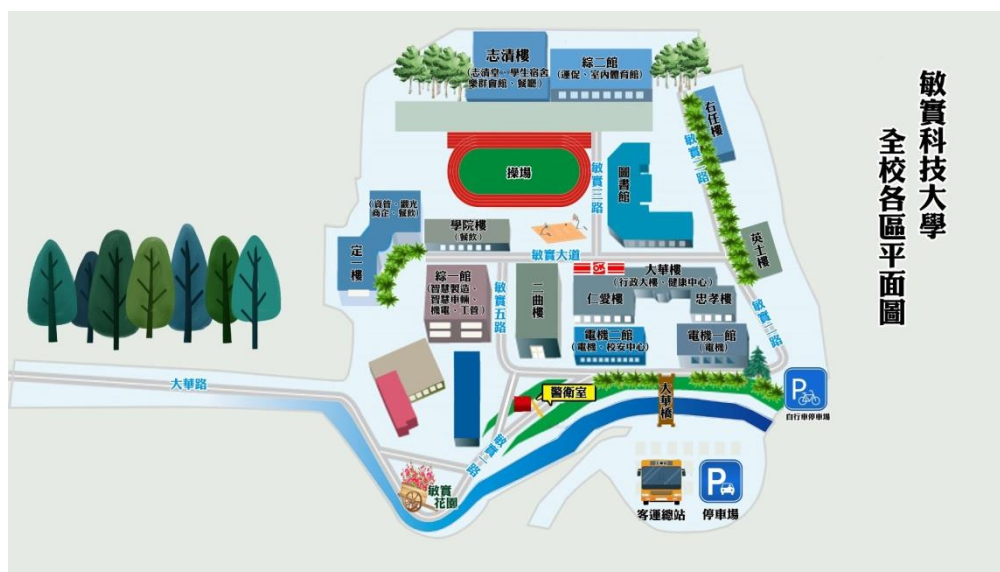 敏實科技大學
全校各區平面圖
志清樓
(志清堂、學生宿舍
樂群會館、餐廳)
綜二館
(運促、室內體育館)
右任樓
敏實二路
敏實三路
操場
圖書館
(資管、觀光
商企、餐飲)
定一樓
學院樓
(餐飲)
敏實大道
英士樓
綜一館
(智慧製造、
智慧車輛、
機電、工管)
敏實五路
二曲樓
OK
大華樓
(行政大樓、健康中心)
仁愛樓
忠孝樓
電機二館
(電機、校安中心)
電機一館
(電機)
敏實二路
大華路
警衛室
大華橋
P
自行車停車場
敏實一路
敏實
花園
客運總站
P
停車場